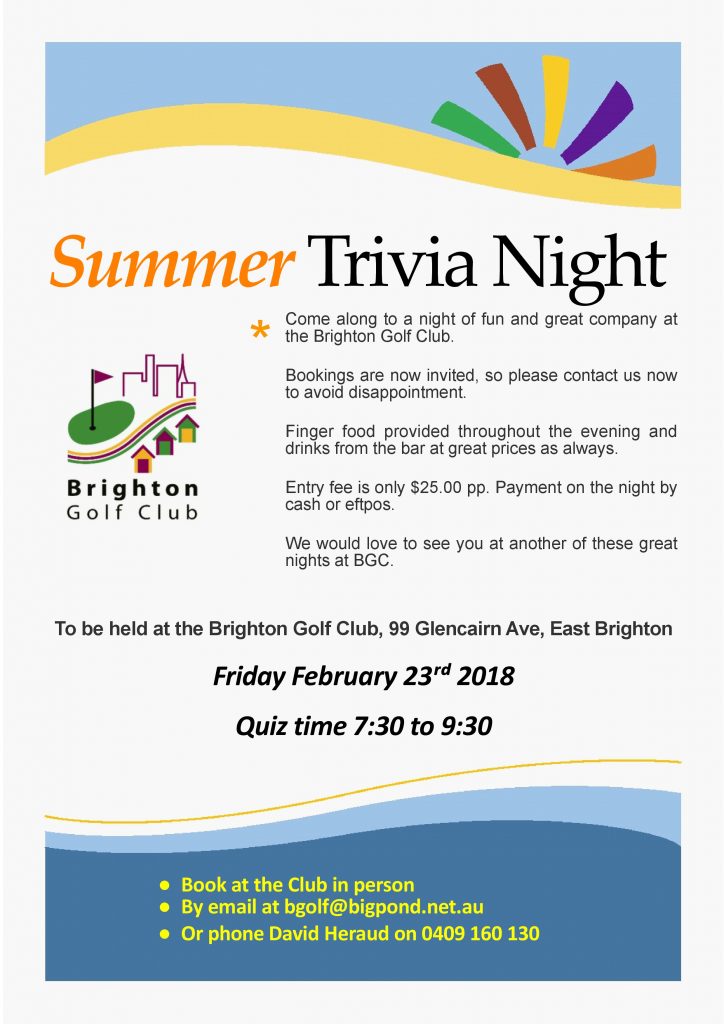 Summer Trivia Night
* Come along to a night of fun and great company at
the Brighton Golf Club.
Bookings are now invited, so please contact us now
to avoid disappointment.
Finger food provided throughout the evening and
drinks from the bar at great prices as always.
Entry fee is only $25.00 pp. Payment on the night by
cash or eftpos.
We would love to see you at another of these great
nights at BGC.
Brighton
Golf Club
To be held at the Brighton Golf Club, 99 Glencairn Ave, East Brighton
Friday February 23rd 2018
Quiz time 7:30 to 9:30
● Book at the Club in person
● By email at bgolf@bigpond.net.au
● Or phone David Heraud on 0409 160 130